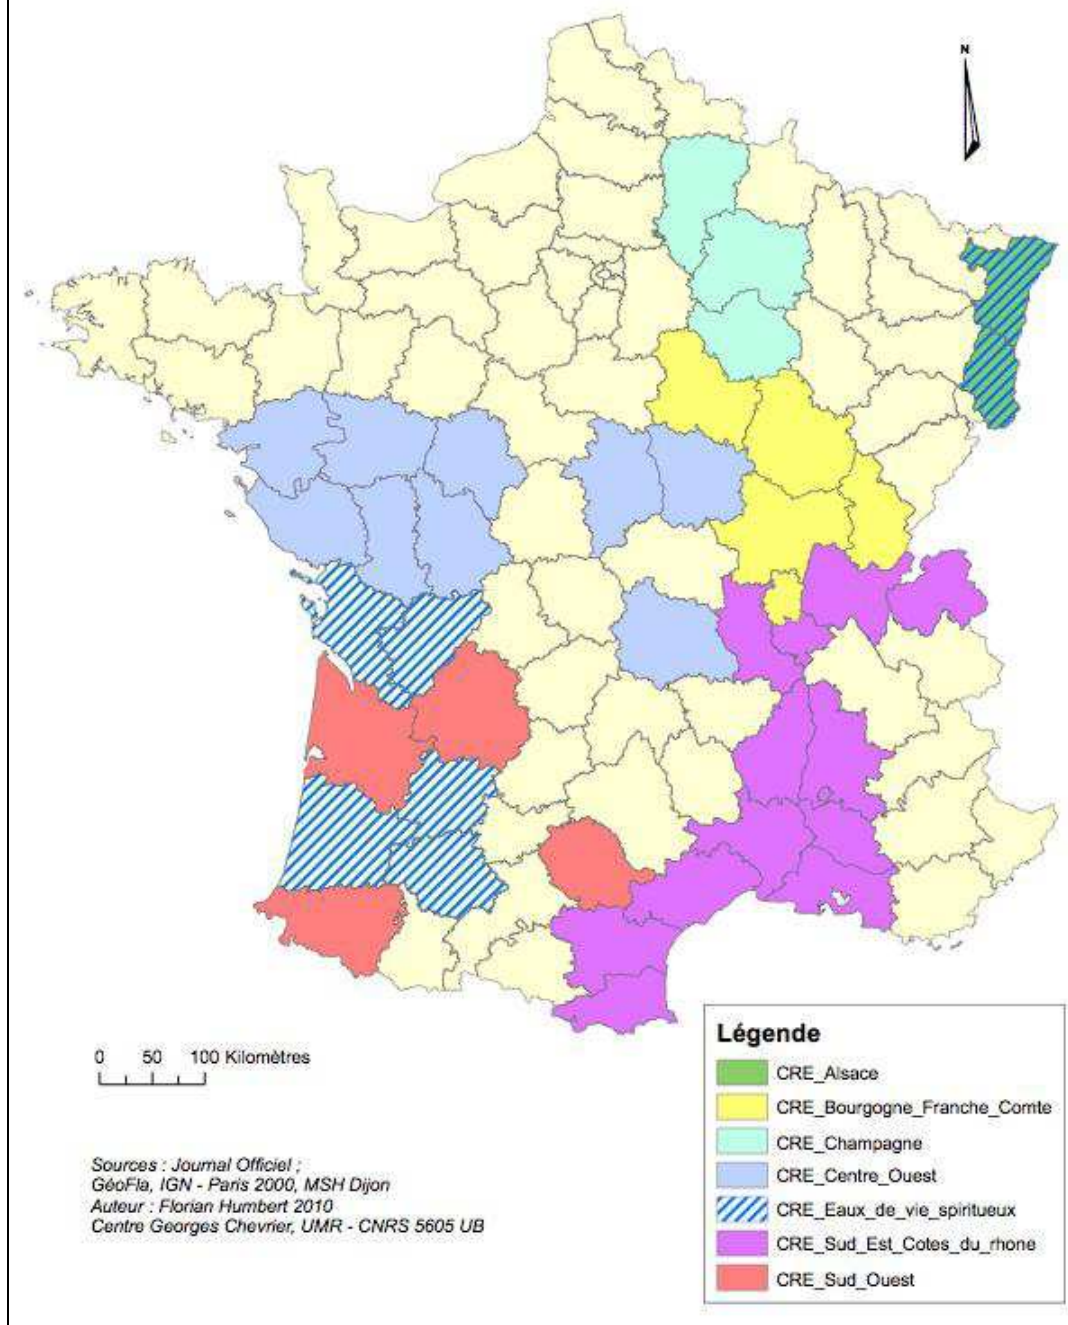 N
0 50 100 Kilomètres
Légende
CRE_Alsace
CRE_Bourgogne_Franche_Comte
CRE_Champagne
CRE_Centre_Ouest
CRE_Eaux_de_vie_spiritueux
CRE_Sud_Est_Cotes_du_rhone
CRE_Sud_Ouest
Sources : Journal Officiel ;
GéoFla, IGN - Paris 2000, MSH Dijon
Auteur : Florian Humbert 2010
Centre Georges Chevrier, UMR - CNRS 5605 UB